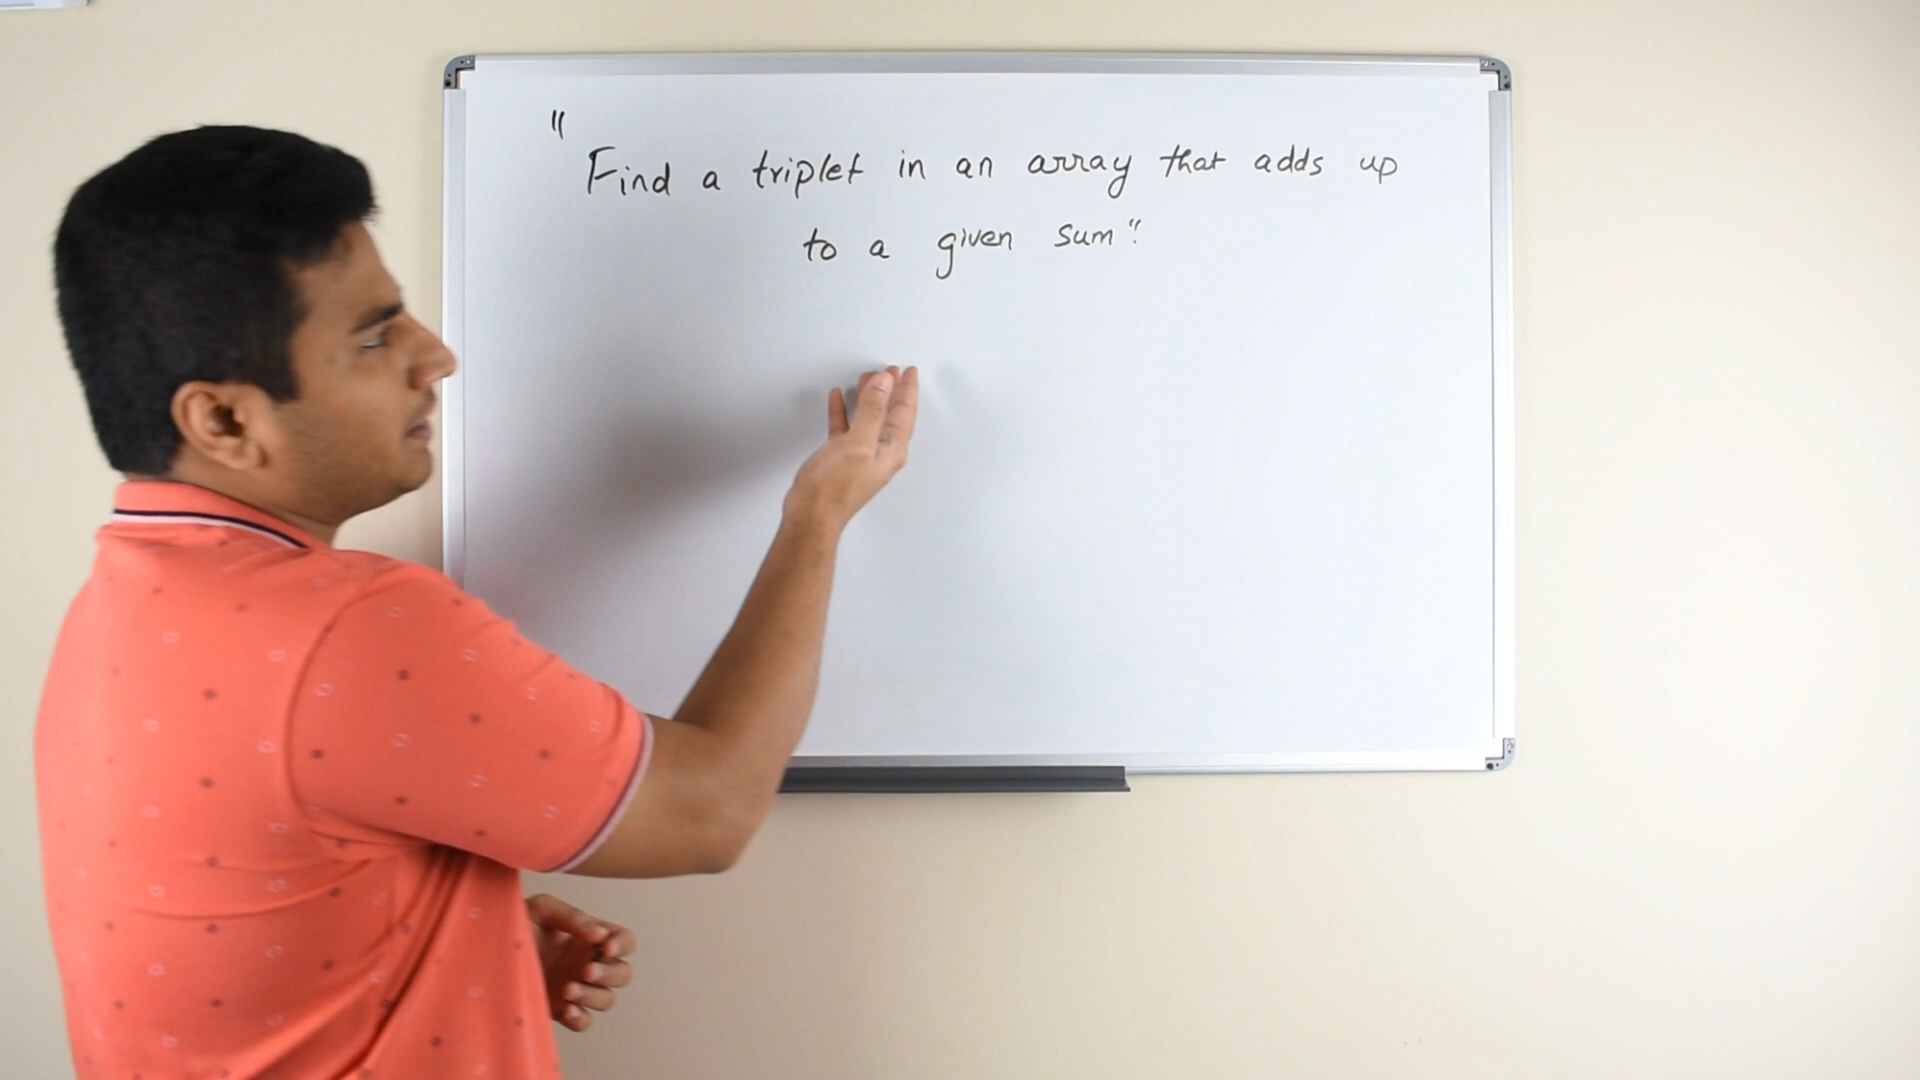 "Find a triplet in an array that adds up
to a given sum"